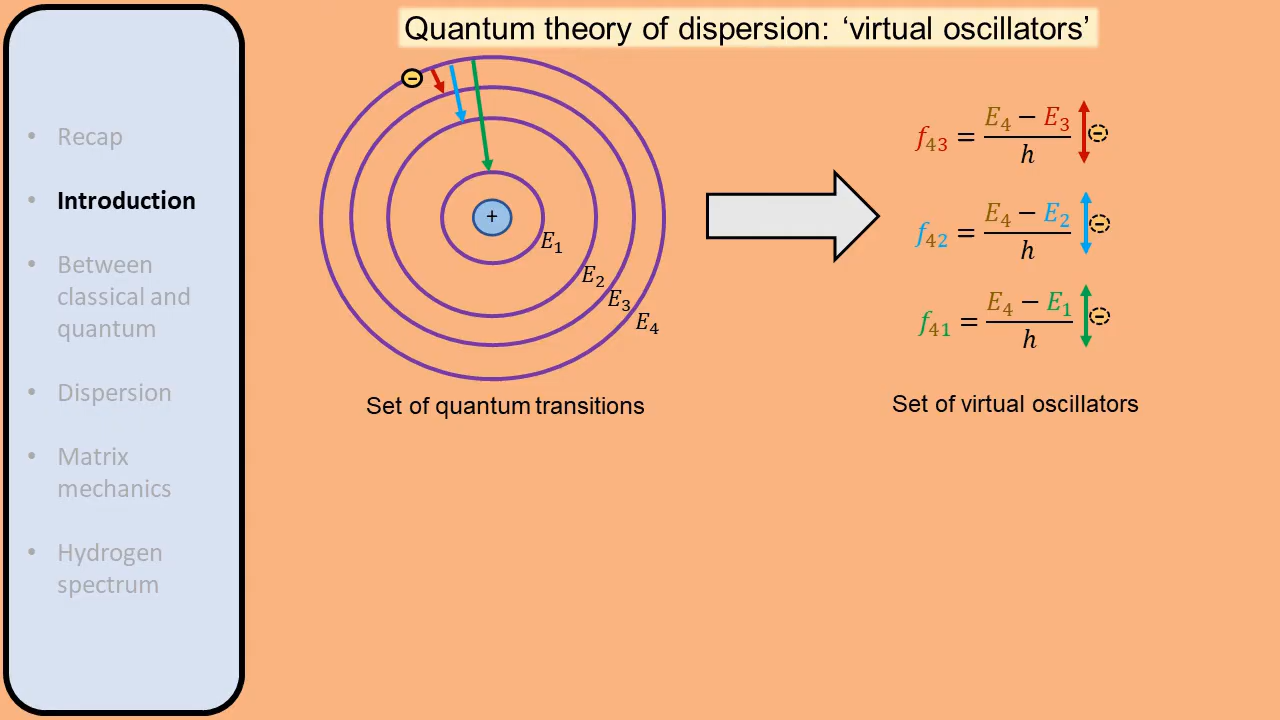 Quantum theory of dispersion: ‘virtual oscillators’
• Recap
• Introduction
• Between
classical and
quantum
• Dispersion
• Matrix
mechanics
• Hydrogen
spectrum
−
+
E₁
E₂
E₃
E₄
Set of quantum transitions
f₄₃ = (E₄ − E₃)/h
−
f₄₂ = (E₄ − E₂)/h
−
f₄₁ = (E₄ − E₁)/h
−
Set of virtual oscillators